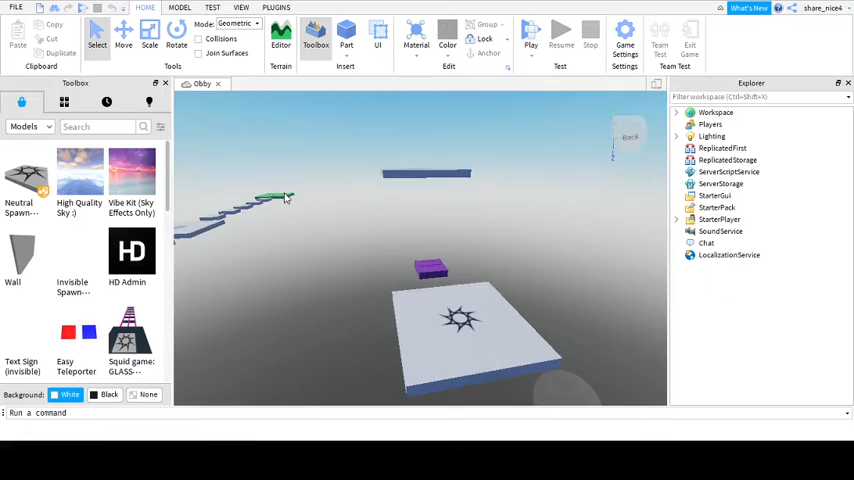 FILE HOME MODEL TEST VIEW PLUGINS What's New share_nice4
Paste Copy Cut Duplicate Clipboard
Select Move Scale Rotate Mode: Geometric Collisions Join Surfaces Tools
Editor Terrain
Toolbox Part UI Insert
Material Color Group Lock Anchor Edit
Play Resume Stop Test
Game Settings Settings
Team Test Exit Game Team Test
Toolbox
Models Search
Neutral Spawn-··
High Quality Sky :)
Vibe Kit (Sky Effects Only)
Wall
Invisible Spawn-··
HD
HD Admin
Text Sign (invisible)
Easy Teleporter
Squid game: GLASS-··
Background: White Black None
Run a command
Obby
Back
Explorer
Filter workspace (Ctrl+Shift+X)
Workspace
Players
Lighting
ReplicatedFirst
ReplicatedStorage
ServerScriptService
ServerStorage
StarterGui
StarterPack
StarterPlayer
SoundService
Chat
LocalizationService